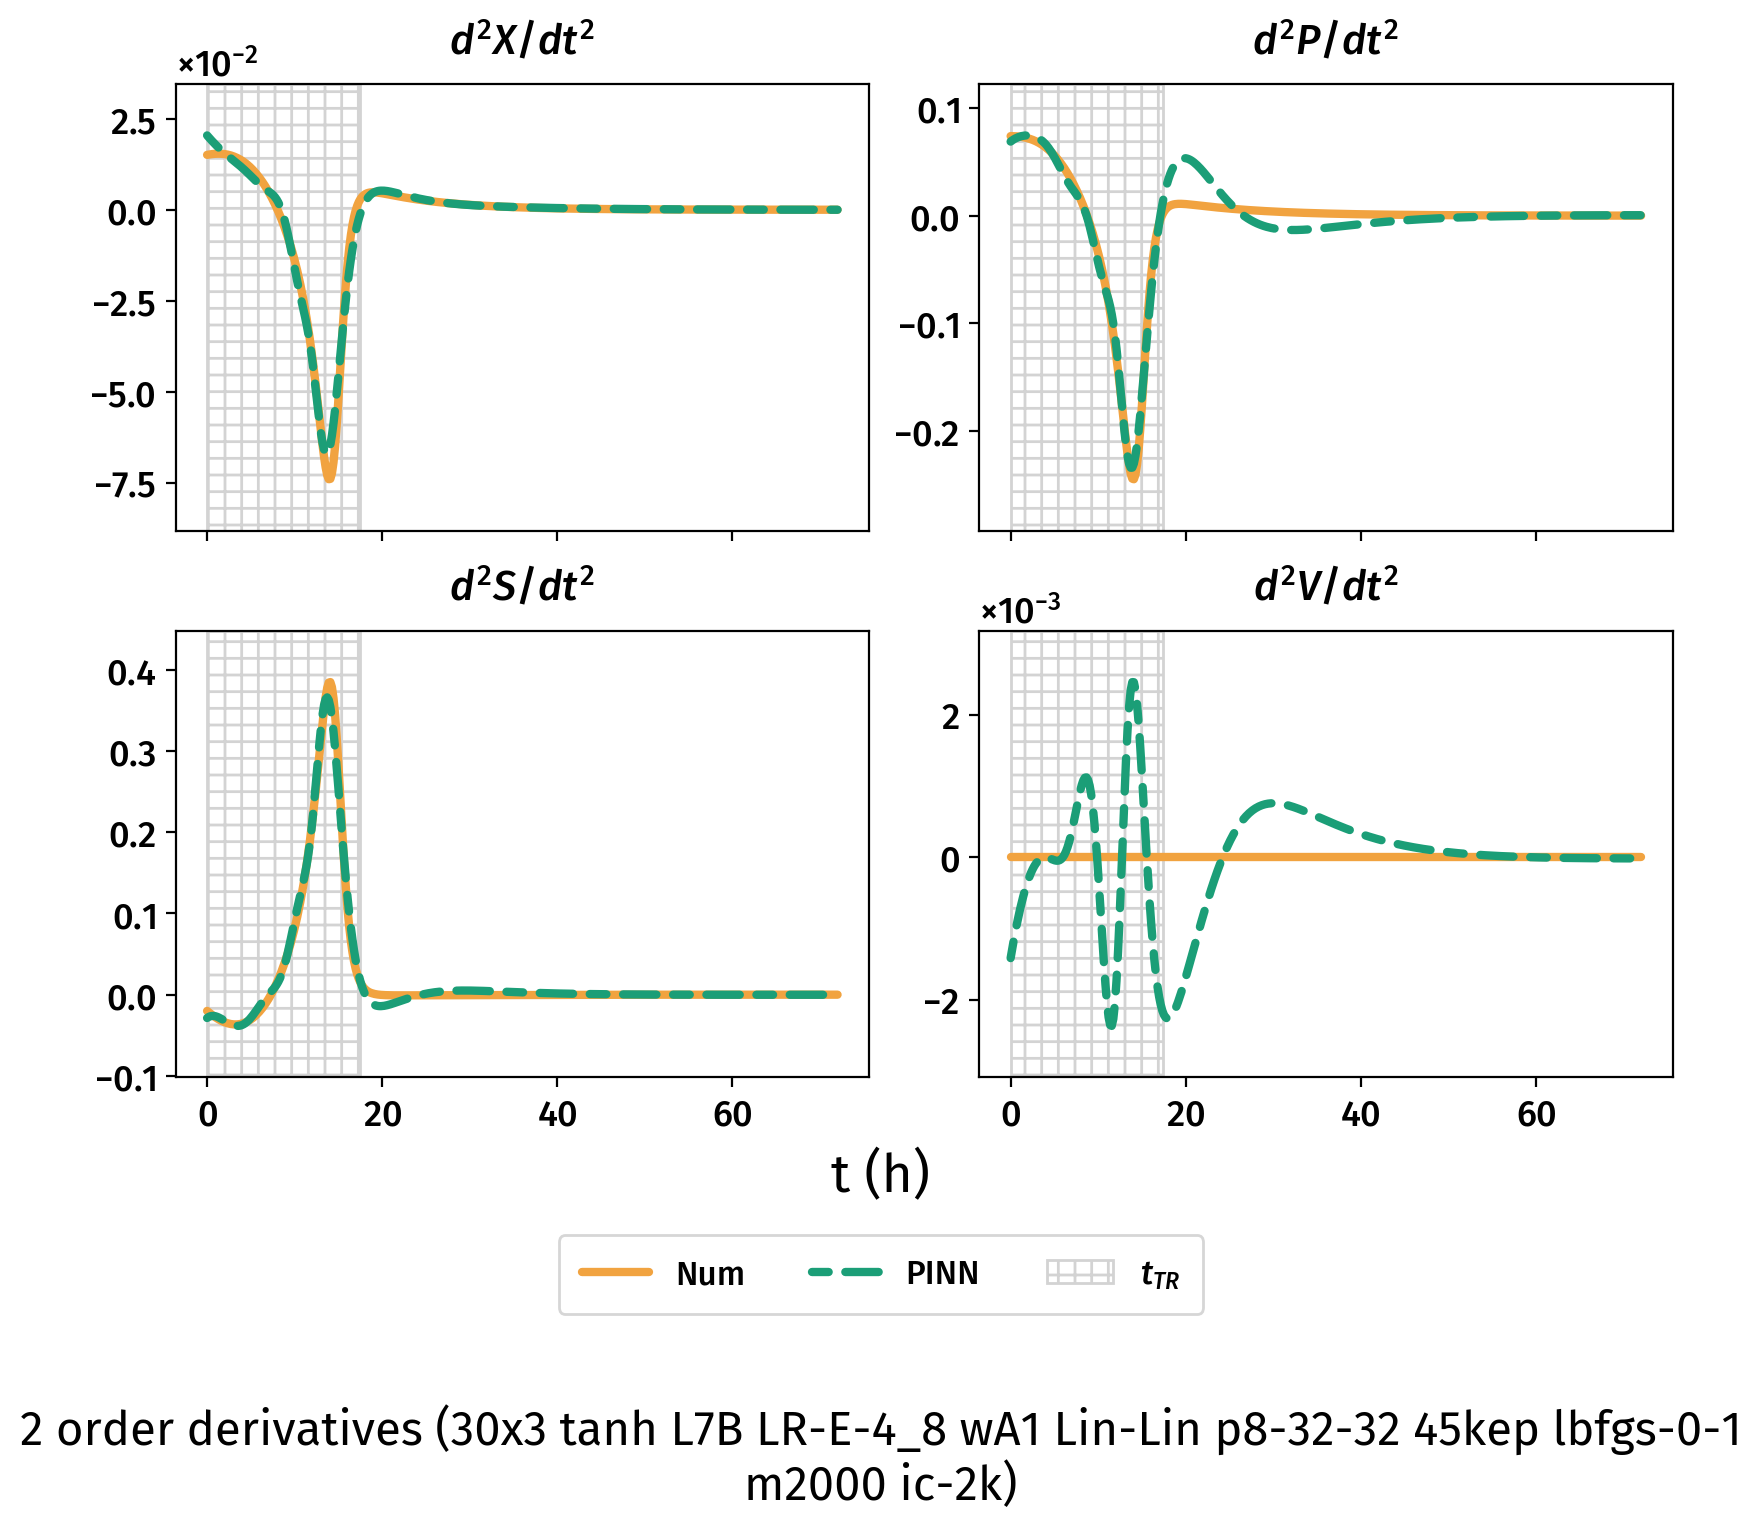 d²X/dt²
×10⁻²
2.5
0.0
−2.5
−5.0
−7.5
d²P/dt²
0.1
0.0
−0.1
−0.2
d²S/dt²
0.4
0.3
0.2
0.1
0.0
−0.1
0 20 40 60
d²V/dt²
×10⁻³
2
0
−2
0 20 40 60
t (h)
Num PINN t_TR
2 order derivatives (30x3 tanh L7B LR-E-4_8 wA1 Lin-Lin p8-32-32 45kep lbfgs-0-1
m2000 ic-2k)